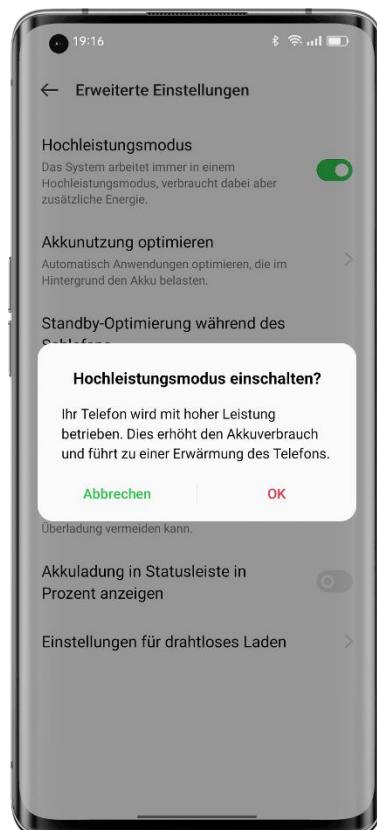 19:16
Erweiterte Einstellungen
Hochleistungsmodus
Das System arbeitet immer in einem
Hochleistungsmodus, verbraucht dabei aber
zusätzliche Energie.
Akkunutzung optimieren
Automatisch Anwendungen optimieren, die im
Hintergrund den Akku belasten.
Standby-Optimierung während des
Hochleistungsmodus einschalten?
Ihr Telefon wird mit hoher Leistung
betrieben. Dies erhöht den Akkuverbrauch
und führt zu einer Erwärmung des Telefons.
Abbrechen OK
Überladung vermeiden kann.
Akkuladung in Statusleiste in
Prozent anzeigen
Einstellungen für drahtloses Laden